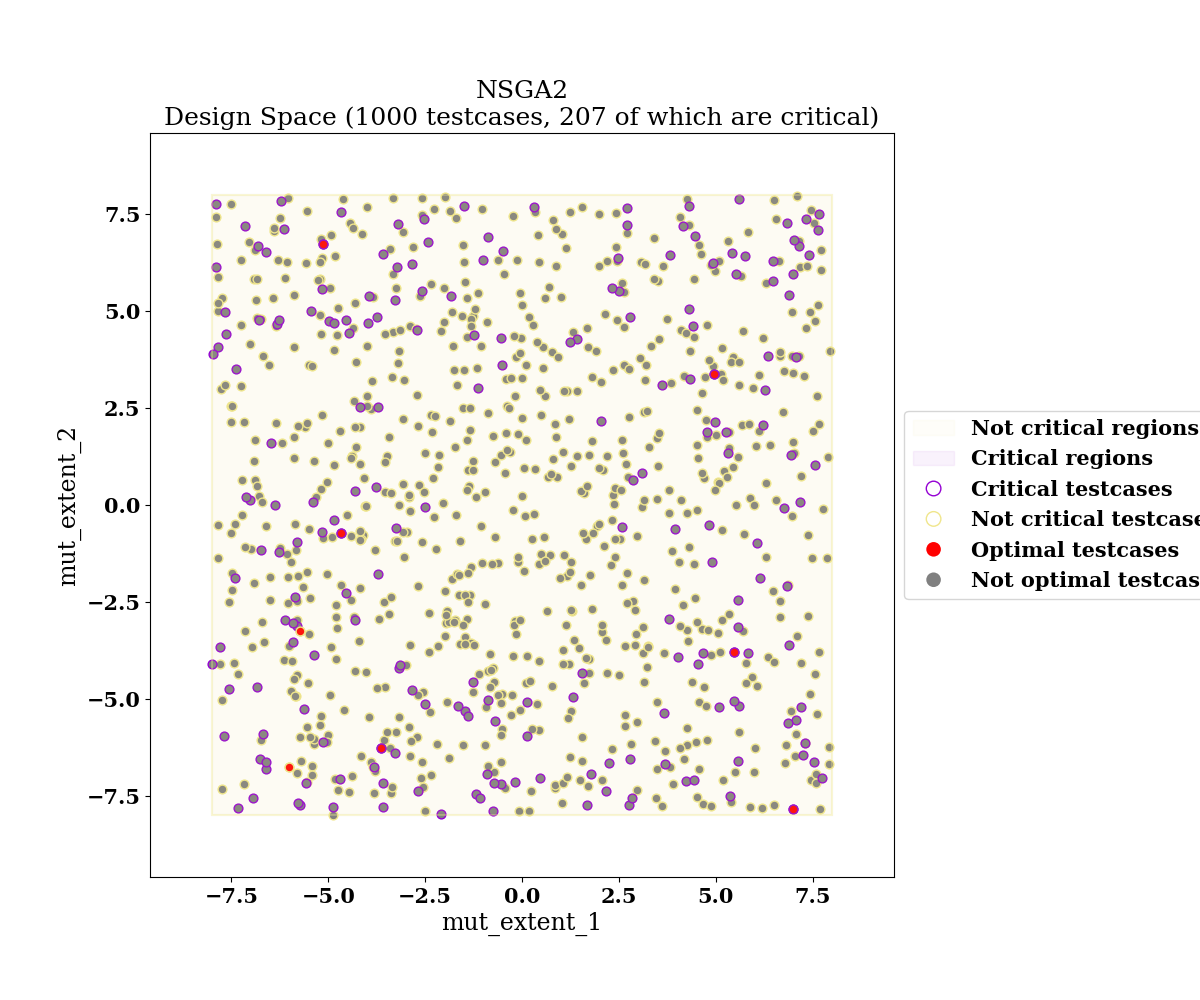 NSGA2
Design Space (1000 testcases, 207 of which are critical)
7.5
5.0
2.5
0.0
−2.5
−5.0
−7.5
mut_extent_2
−7.5 −5.0 −2.5 0.0 2.5 5.0 7.5
mut_extent_1
Not critical regions
Critical regions
Critical testcases
Not critical testcase
Optimal testcases
Not optimal testcas